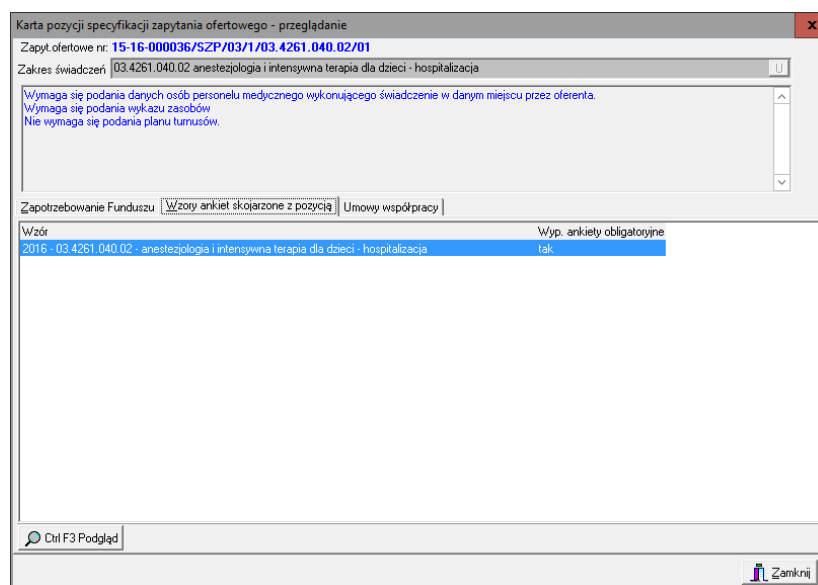 Karta pozycji specyfikacji zapytania ofertowego - przeglądanie x
Zapyt.ofertowe nr: 15-16-000036/SZP/03/1/03.4261.040.02/01
Zakres świadczeń 03.4261.040.02 anestezjologia i intensywna terapia dla dzieci - hospitalizacja U
Wymaga się podania danych osób personelu medycznego wykonującego świadczenie w danym miejscu przez oferenta.
Wymaga się podania wykazu zasobów
Nie wymaga się podania planu turnusów.
Zapotrzebowanie Funduszu Wzory ankiet skojarzone z pozycją Umowy współpracy
Wzór Wyp. ankiety obligatoryjne
2016 - 03.4261.040.02 - anestezjologia i intensywna terapia dla dzieci - hospitalizacja tak
Ctrl F3 Podgląd
Zamknij